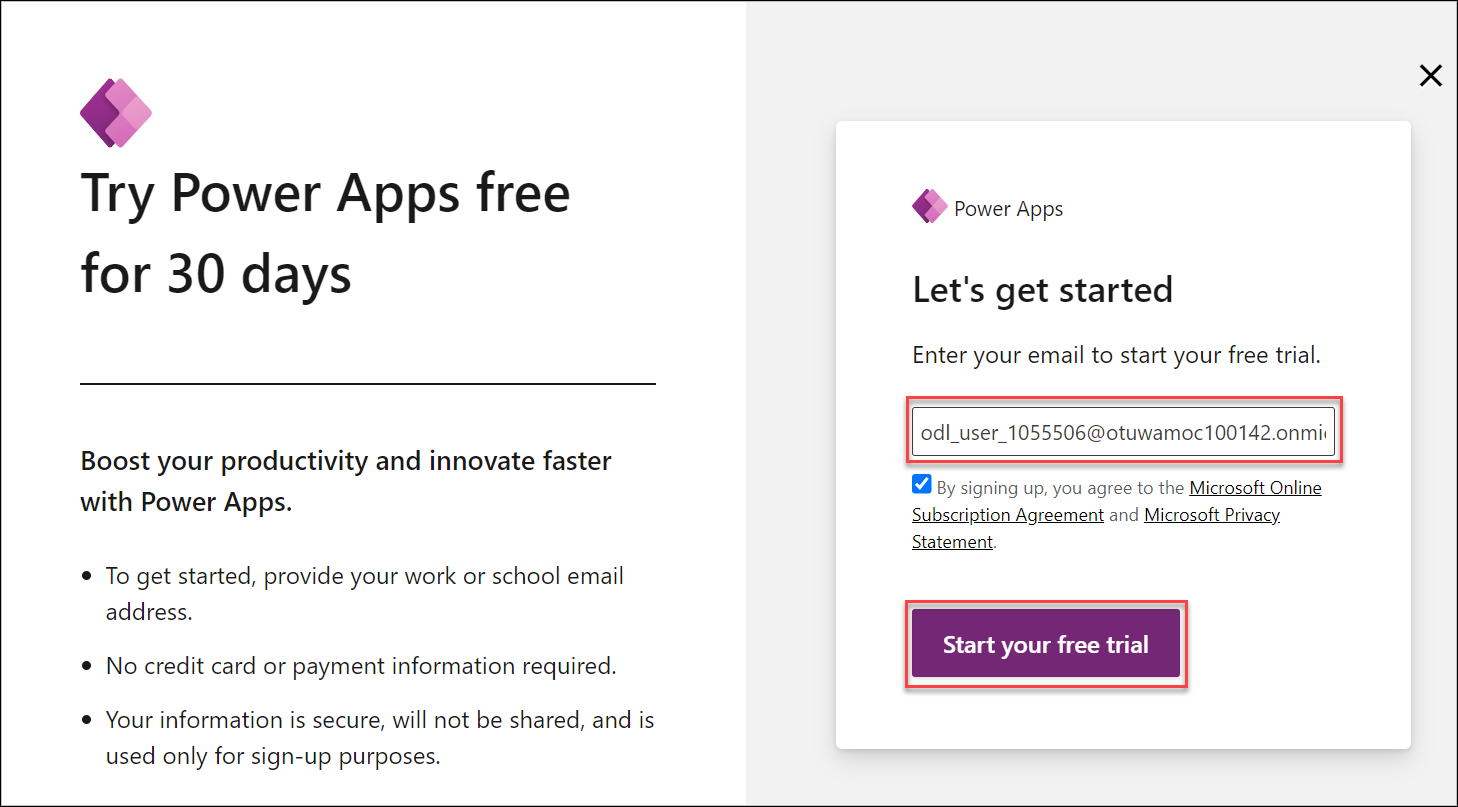 Try Power Apps free
for 30 days
Boost your productivity and innovate faster
with Power Apps.
To get started, provide your work or school email
address.
No credit card or payment information required.
Your information is secure, will not be shared, and is
used only for sign-up purposes.
Power Apps
Let's get started
Enter your email to start your free trial.
odl_user_1055506@otuwamoc100142.onmi
By signing up, you agree to the Microsoft Online
Subscription Agreement and Microsoft Privacy
Statement.
Start your free trial